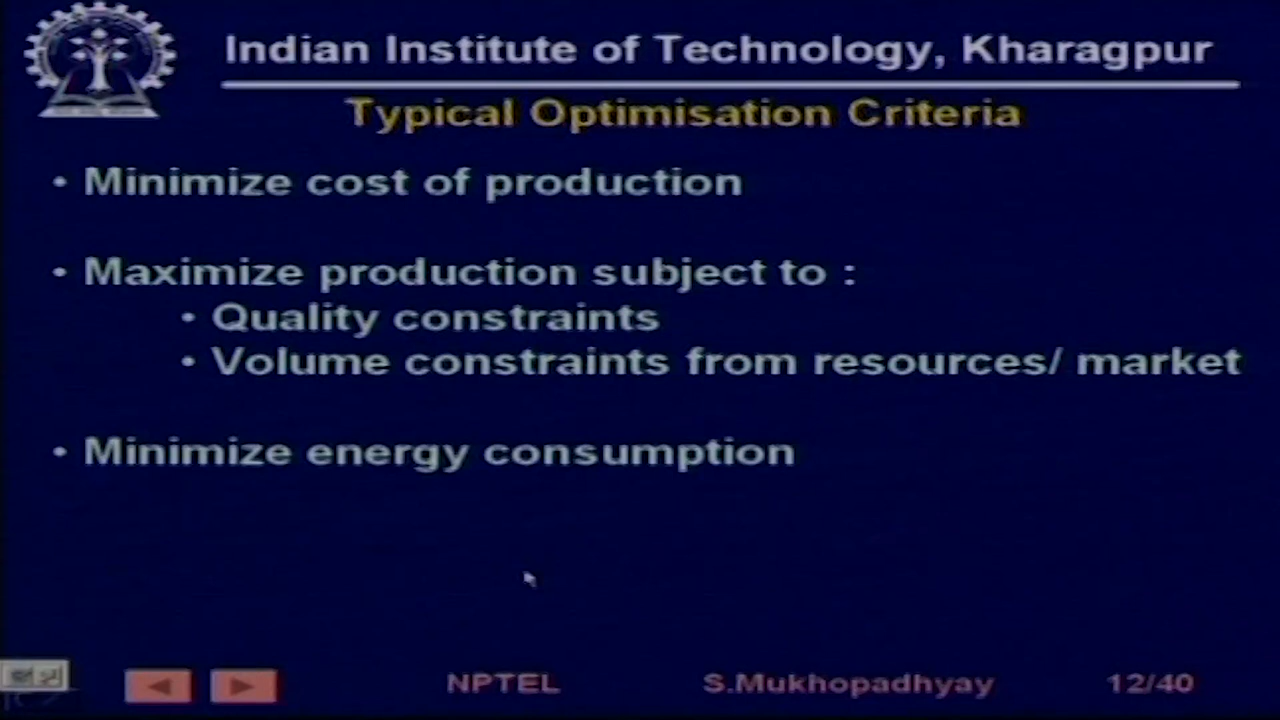 Indian Institute of Technology, Kharagpur
Typical Optimisation Criteria
• Minimize cost of production
• Maximize production subject to :
• Quality constraints
• Volume constraints from resources/ market
• Minimize energy consumption
NPTEL S.Mukhopadhyay 12/40